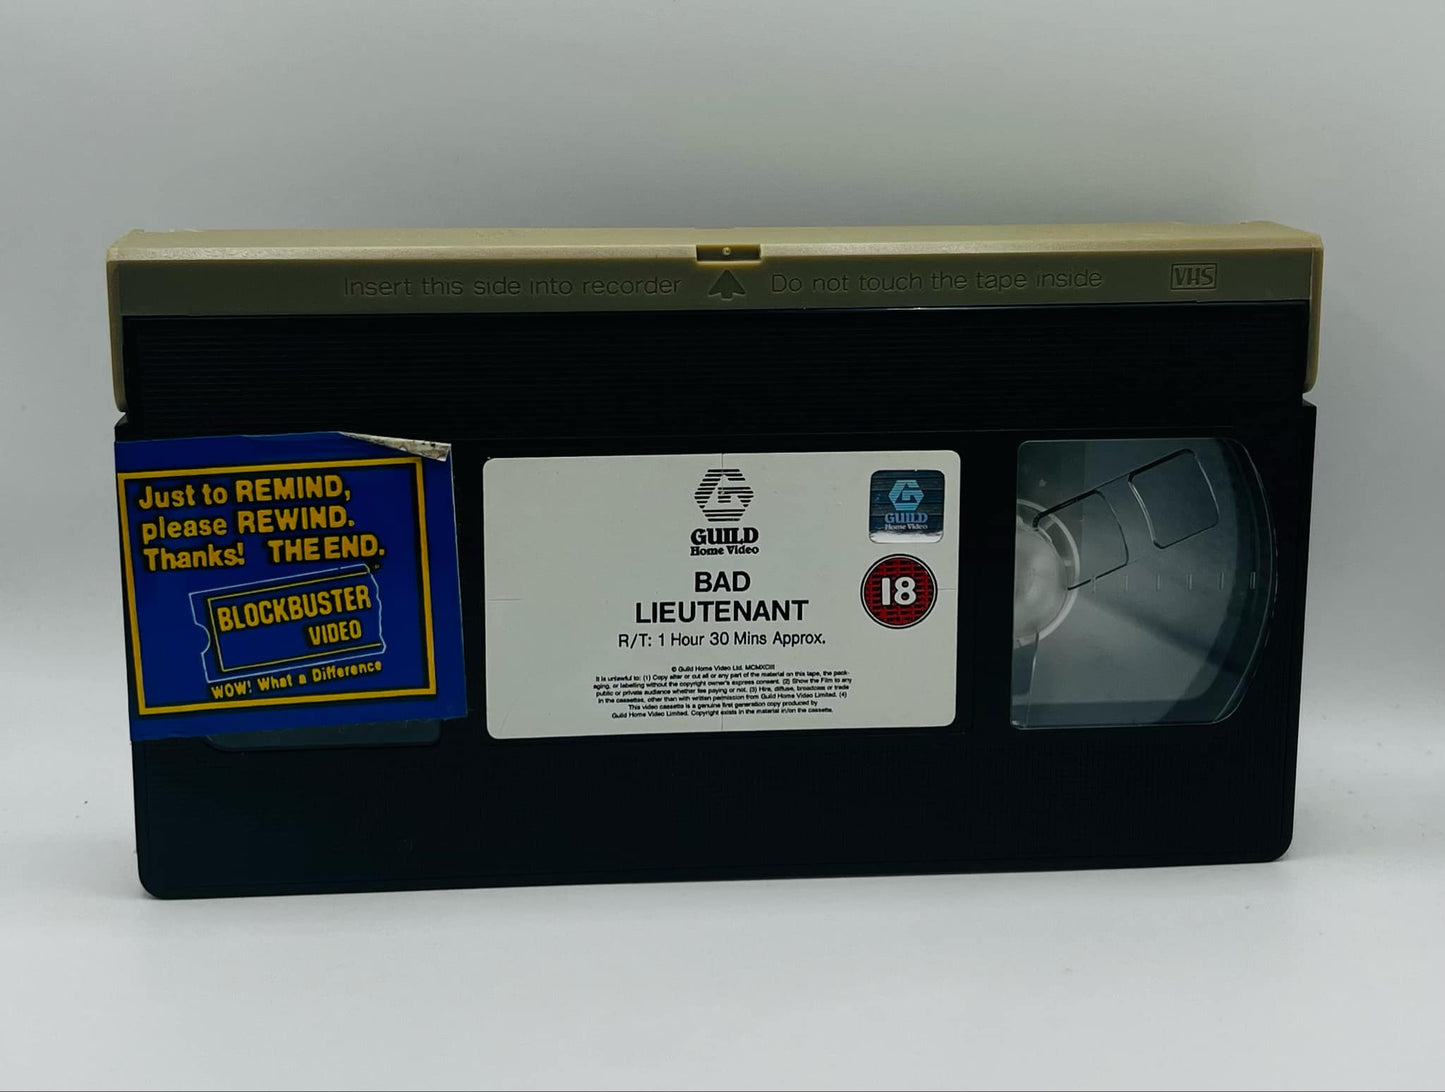 Insert this side into recorder Do not touch the tape inside VHS
Just to REMIND,
please REWIND.
Thanks! THE END.
BLOCKBUSTER
VIDEO
WOW! What a Difference
GUILD
Home Video
BAD
LIEUTENANT
R/T: 1 Hour 30 Mins Approx.
© Guild Home Video Ltd. MCMXCIII
It is unlawful to: (1) Copy alter or cut all or any part of the material on this tape, the pack-
aging, or labelling without the copyright owner's express consent. (2) Show the Film to any
public or private audience whether fee paying or not. (3) Hire, diffuse, broadcast or trade
in the cassettes, other than with written permission from Guild Home Video Limited. (4)
This video cassette is a genuine first generation copy produced by
Guild Home Video Limited. Copyright exists in the material in/on the cassette.
GUILD
Home Video
18